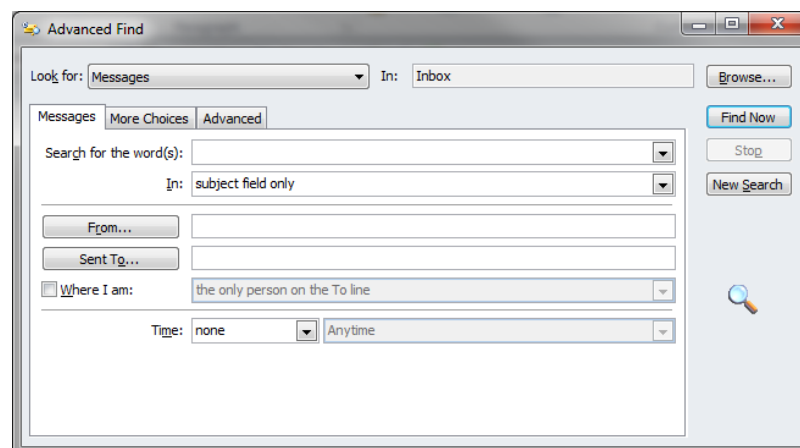 Advanced Find
Look for: Messages In: Inbox Browse...
Messages More Choices Advanced Find Now
Search for the word(s): Stop
In: subject field only New Search
From...
Sent To...
Where I am: the only person on the To line
Time: none Anytime